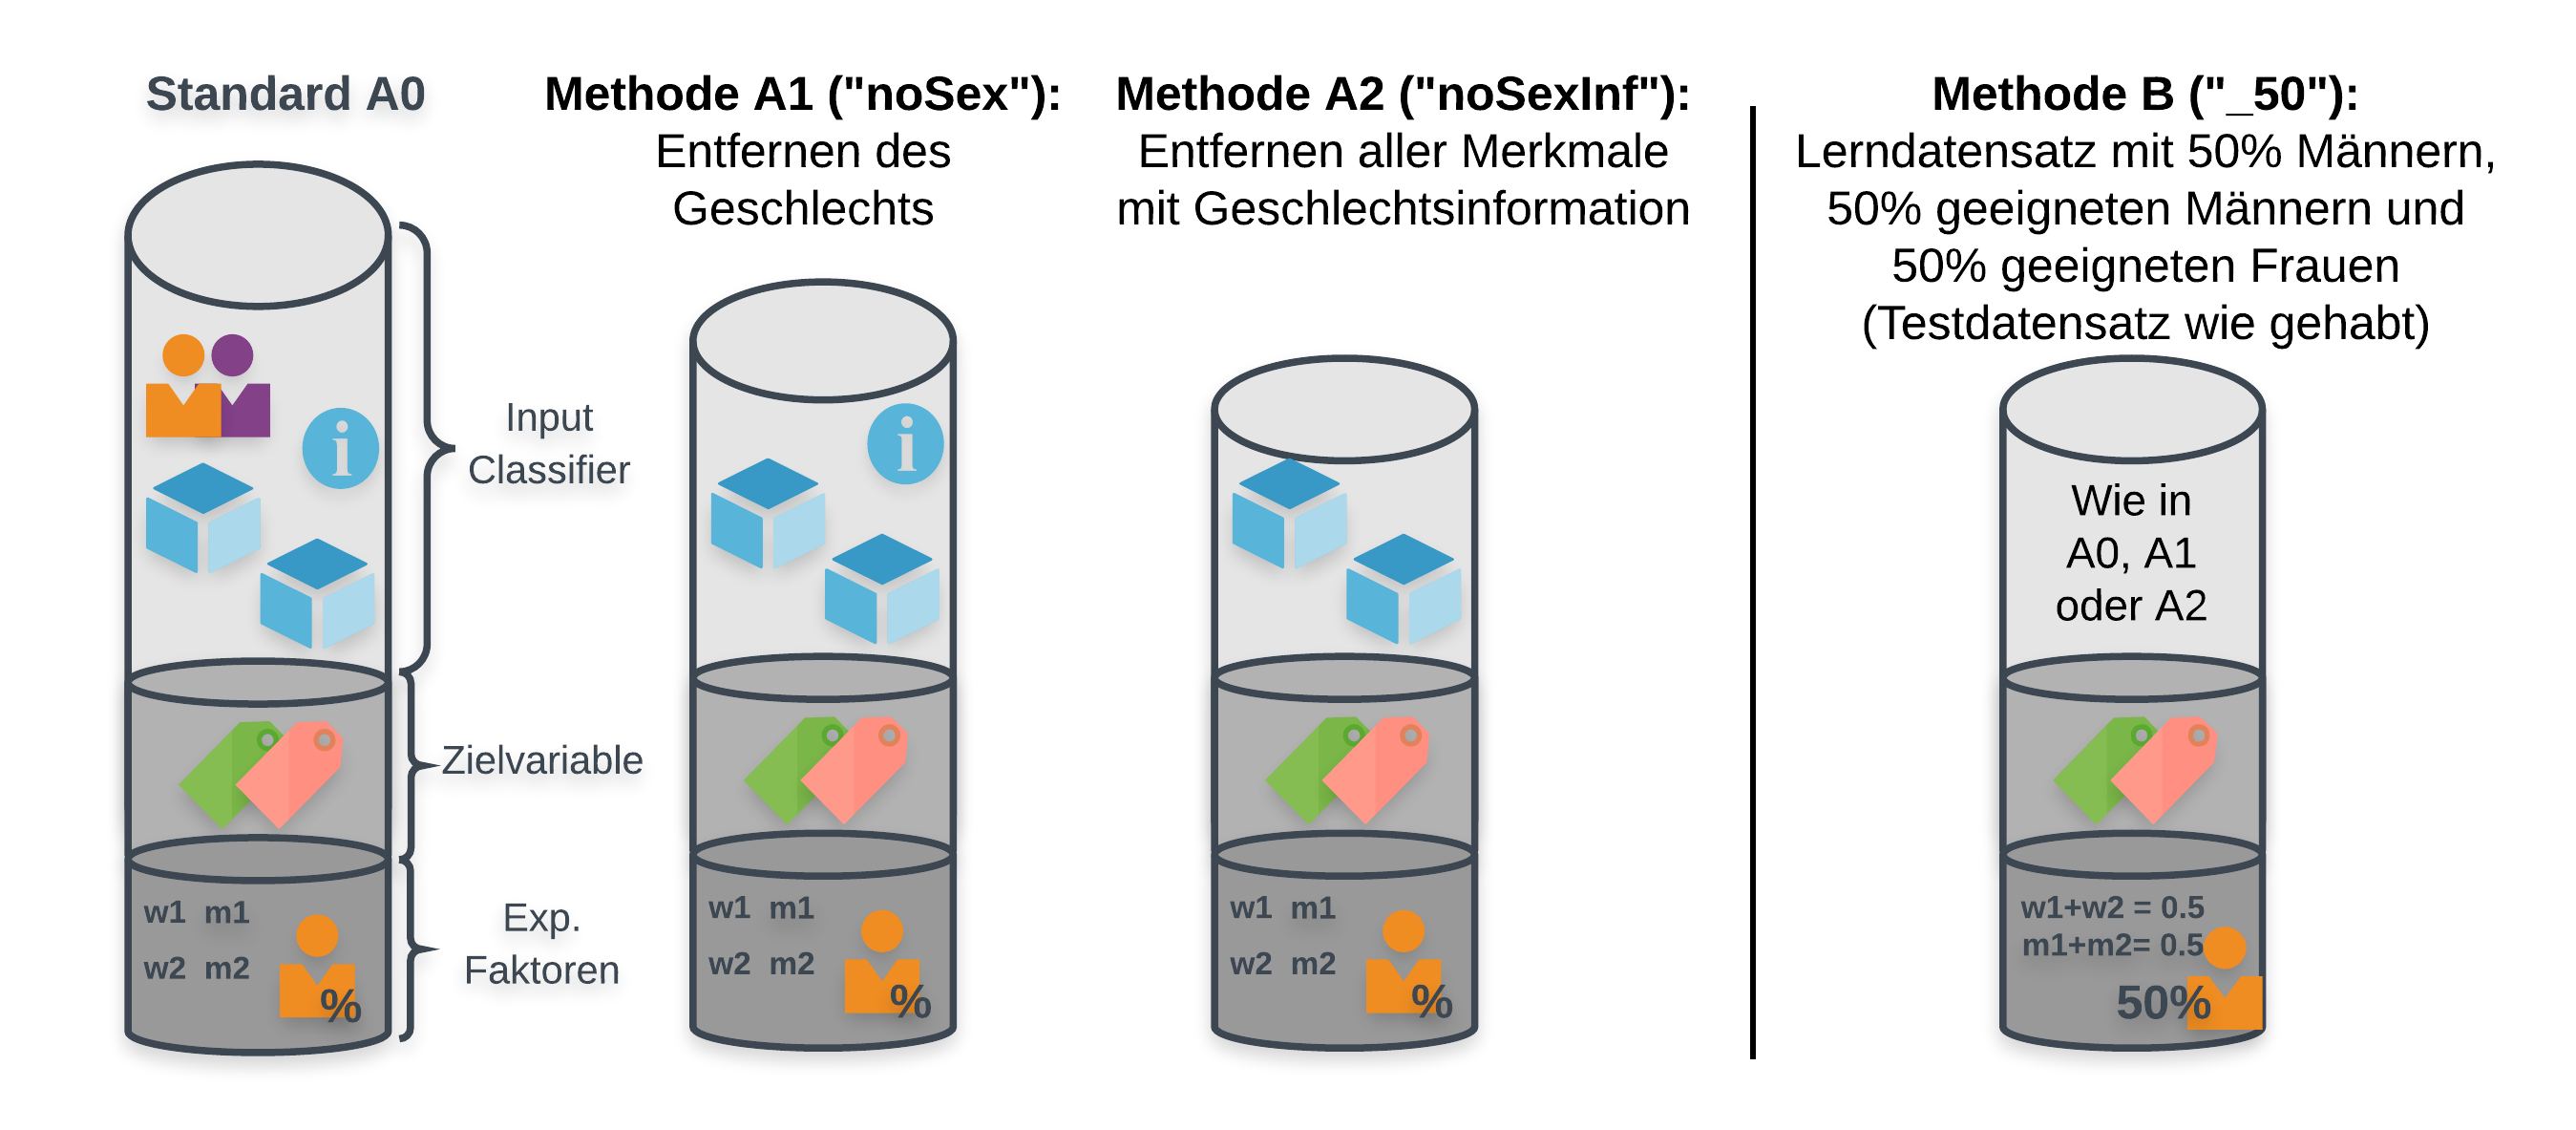 Standard A0
Methode A1 ("noSex"):
Entfernen des
Geschlechts
Methode A2 ("noSexInf"):
Entfernen aller Merkmale
mit Geschlechtsinformation
Methode B ("_50"):
Lerndatensatz mit 50% Männern,
50% geeigneten Männern und
50% geeigneten Frauen
(Testdatensatz wie gehabt)
i
Input
Classifier
Zielvariable
w1 m1
w2 m2
%
Exp.
Faktoren
i
w1 m1
w2 m2
%
w1 m1
w2 m2
%
Wie in
A0, A1
oder A2
w1+w2 = 0.5
m1+m2= 0.5
50%